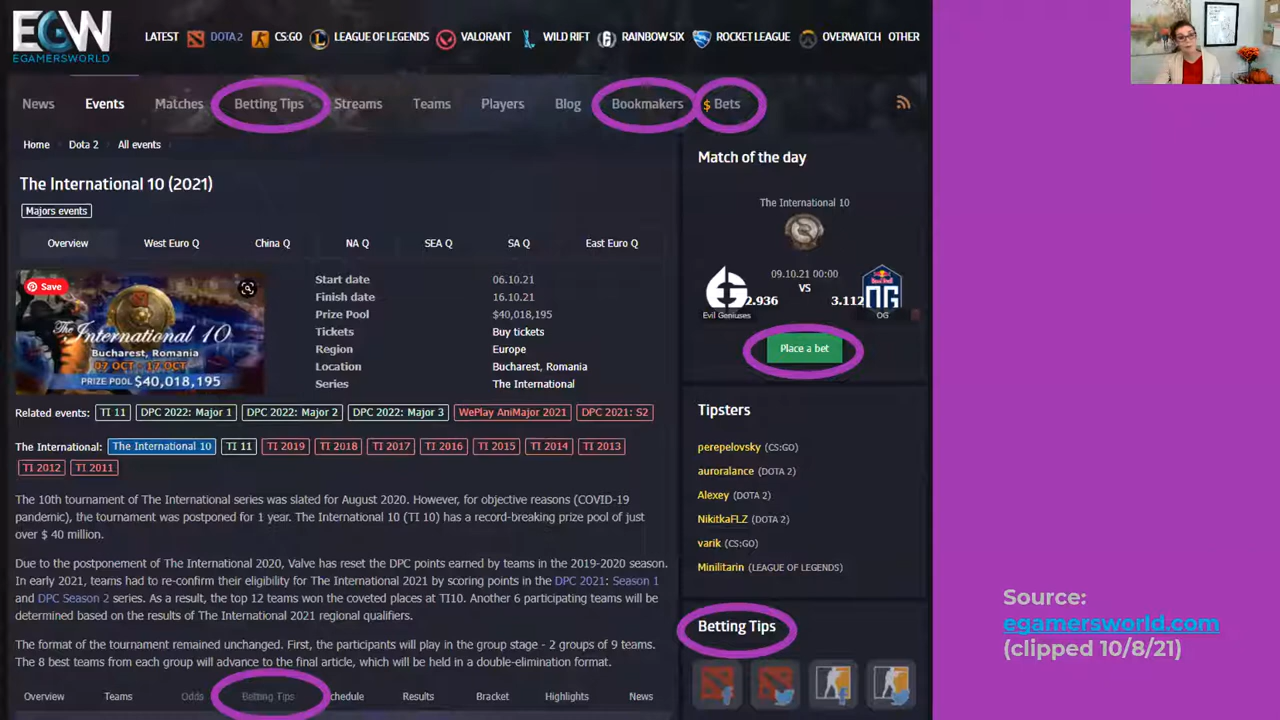 EGW
EGAMERSWORLD
LATEST DOTA 2 CS:GO LEAGUE OF LEGENDS VALORANT WILD RIFT RAINBOW SIX ROCKET LEAGUE OVERWATCH OTHER
News Events Matches Betting Tips Streams Teams Players Blog Bookmakers $ Bets
Home Dota 2 All events
The International 10 (2021)
Majors events
Overview West Euro Q China Q NA Q SEA Q SA Q East Euro Q
Save
The International 10
Bucharest, Romania
07 OCT - 17 OCT
PRIZE POOL $40,018,195
Start date 06.10.21
Finish date 16.10.21
Prize Pool $40,018,195
Tickets Buy tickets
Region Europe
Location Bucharest, Romania
Series The International
Related events: TI 11 DPC 2022: Major 1 DPC 2022: Major 2 DPC 2022: Major 3 WePlay AniMajor 2021 DPC 2021: S2
The International: The International 10 TI 11 TI 2019 TI 2018 TI 2017 TI 2016 TI 2015 TI 2014 TI 2013
TI 2012 TI 2011
The 10th tournament of The International series was slated for August 2020. However, for objective reasons (COVID-19
pandemic), the tournament was postponed for 1 year. The International 10 (TI 10) has a record-breaking prize pool of just
over $ 40 million.
Due to the postponement of The International 2020, Valve has reset the DPC points earned by teams in the 2019-2020 season.
In early 2021, teams had to re-confirm their eligibility for The International 2021 by scoring points in the DPC 2021: Season 1
and DPC Season 2 series. As a result, the top 12 teams won the coveted places at TI10. Another 6 participating teams will be
determined based on the results of The International 2021 regional qualifiers.
The format of the tournament remained unchanged. First, the participants will play in the group stage - 2 groups of 9 teams.
The 8 best teams from each group will advance to the final article, which will be held in a double-elimination format.
Overview Teams Odds Betting Tips chedule Results Bracket Highlights News
Match of the day
The International 10
09.10.21 00:00
VS
2.936 3.112
Red Bull
OG
Evil Geniuses OG
Place a bet
Tipsters
perepelovsky (CS:GO)
auroralance (DOTA 2)
Alexey (DOTA 2)
NikitkaFLZ (DOTA 2)
varik (CS:GO)
Minilitarin (LEAGUE OF LEGENDS)
Betting Tips
Source:
egamersworld.com
(clipped 10/8/21)